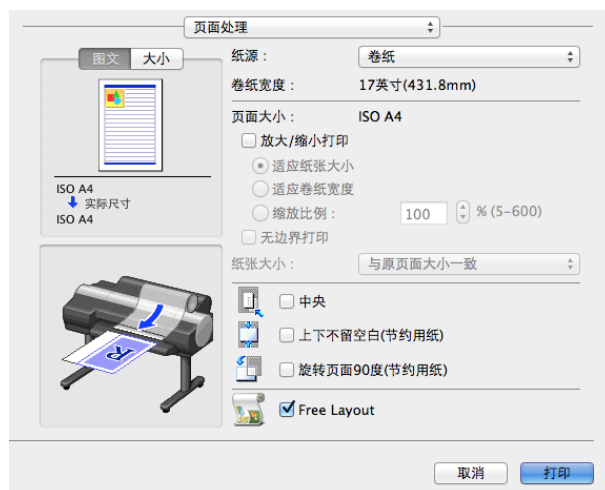 页面处理
图文 大小
纸源： 卷纸
卷纸宽度： 17英寸(431.8mm)
页面大小： ISO A4
放大/缩小打印
适应纸张大小
适应卷纸宽度
缩放比例： 100 % (5-600)
无边界打印
纸张大小： 与原页面大小一致
ISO A4
实际尺寸
ISO A4
中央
上下不留空白(节约用纸)
旋转页面90度(节约用纸)
Free Layout
R
取消 打印